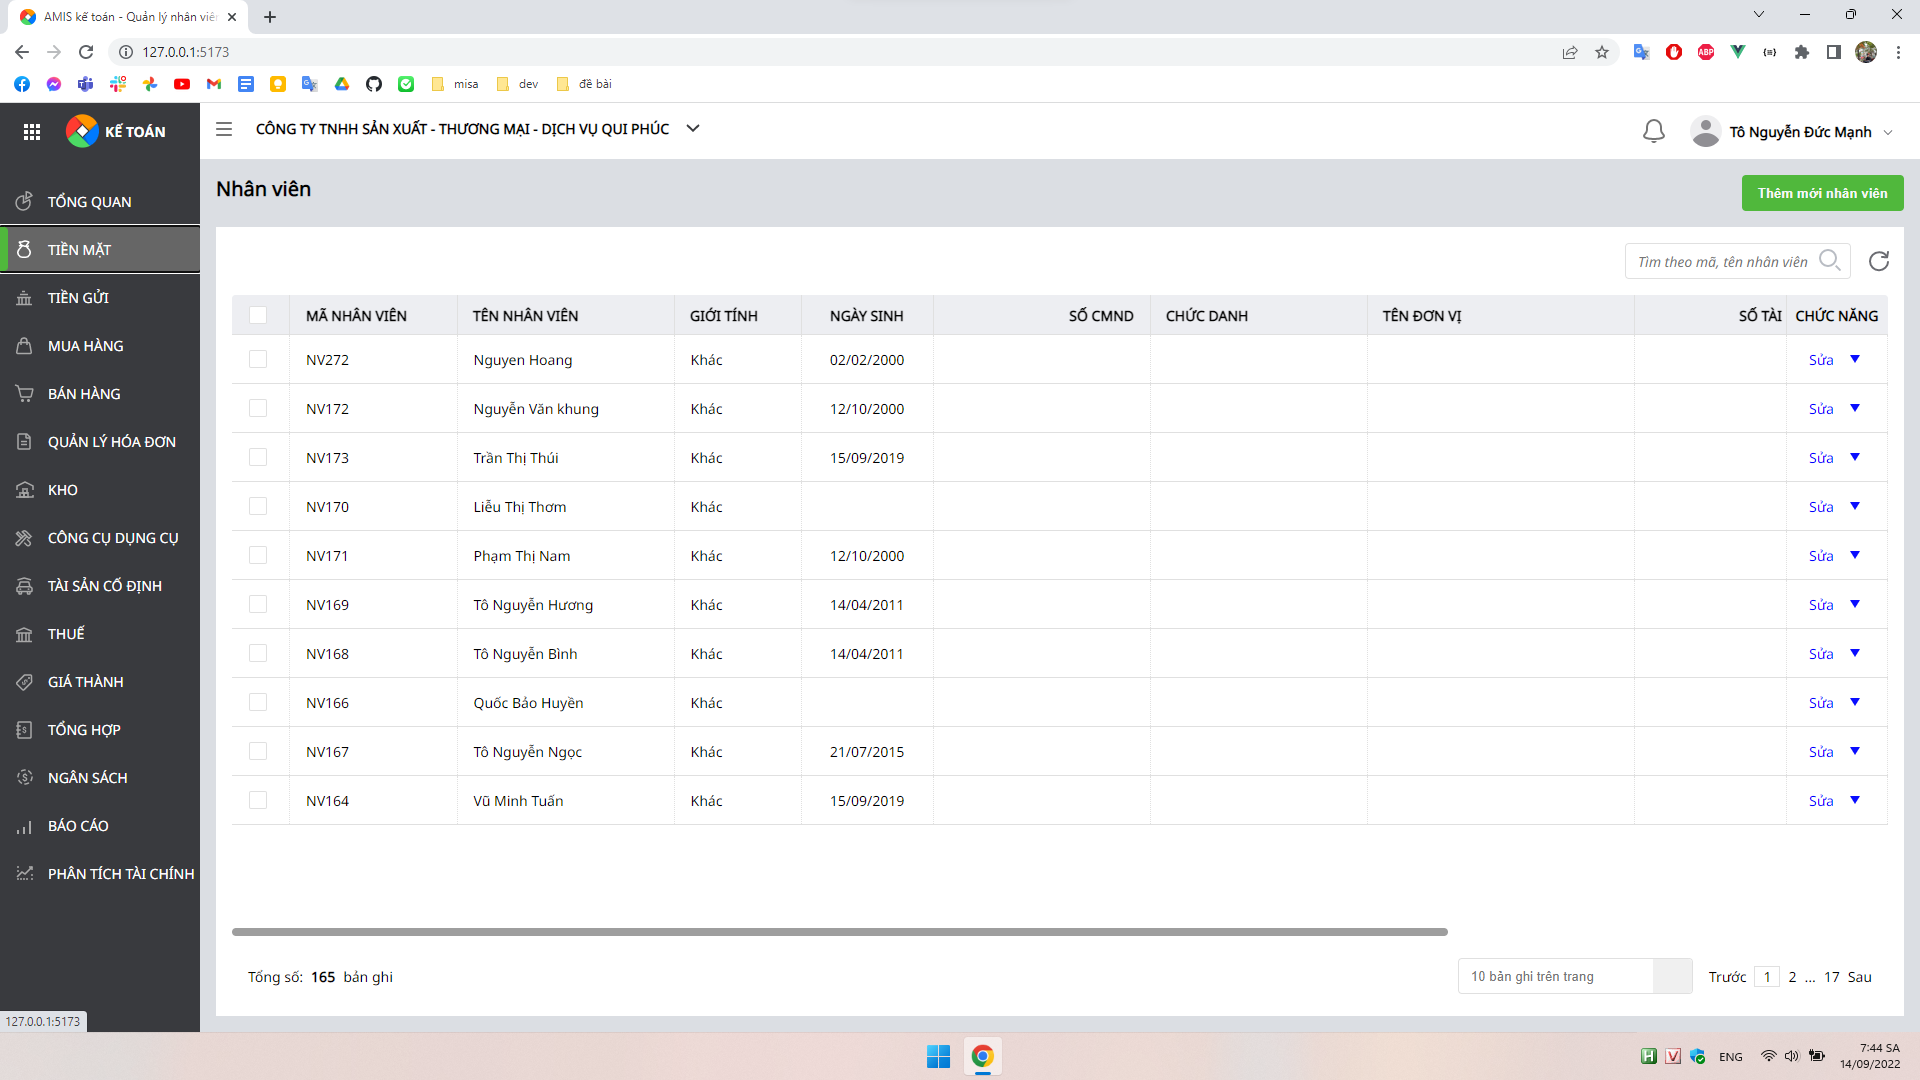 AMIS kế toán - Quản lý nhân viên
127.0.0.1:5173
misa dev đề bài
KẾ TOÁN
CÔNG TY TNHH SẢN XUẤT - THƯƠNG MẠI - DỊCH VỤ QUI PHÚC
Tô Nguyễn Đức Mạnh
TỔNG QUAN
TIỀN MẶT
TIỀN GỬI
MUA HÀNG
BÁN HÀNG
QUẢN LÝ HÓA ĐƠN
KHO
CÔNG CỤ DỤNG CỤ
TÀI SẢN CỐ ĐỊNH
THUẾ
GIÁ THÀNH
TỔNG HỢP
NGÂN SÁCH
BÁO CÁO
PHÂN TÍCH TÀI CHÍNH
Nhân viên
Thêm mới nhân viên
Tìm theo mã, tên nhân viên
MÃ NHÂN VIÊN TÊN NHÂN VIÊN GIỚI TÍNH NGÀY SINH SỐ CMND CHỨC DANH TÊN ĐƠN VỊ SỐ TÀI CHỨC NĂNG
NV272 Nguyen Hoang Khác 02/02/2000 Sửa
NV172 Nguyễn Văn khung Khác 12/10/2000 Sửa
NV173 Trần Thị Thúi Khác 15/09/2019 Sửa
NV170 Liễu Thị Thơm Khác Sửa
NV171 Phạm Thị Nam Khác 12/10/2000 Sửa
NV169 Tô Nguyễn Hương Khác 14/04/2011 Sửa
NV168 Tô Nguyễn Bình Khác 14/04/2011 Sửa
NV166 Quốc Bảo Huyền Khác Sửa
NV167 Tô Nguyễn Ngọc Khác 21/07/2015 Sửa
NV164 Vũ Minh Tuấn Khác 15/09/2019 Sửa
Tổng số: 165 bản ghi
10 bản ghi trên trang
Trước 1 2 ... 17 Sau
127.0.0.1:5173
ENG
7:44 SA
14/09/2022